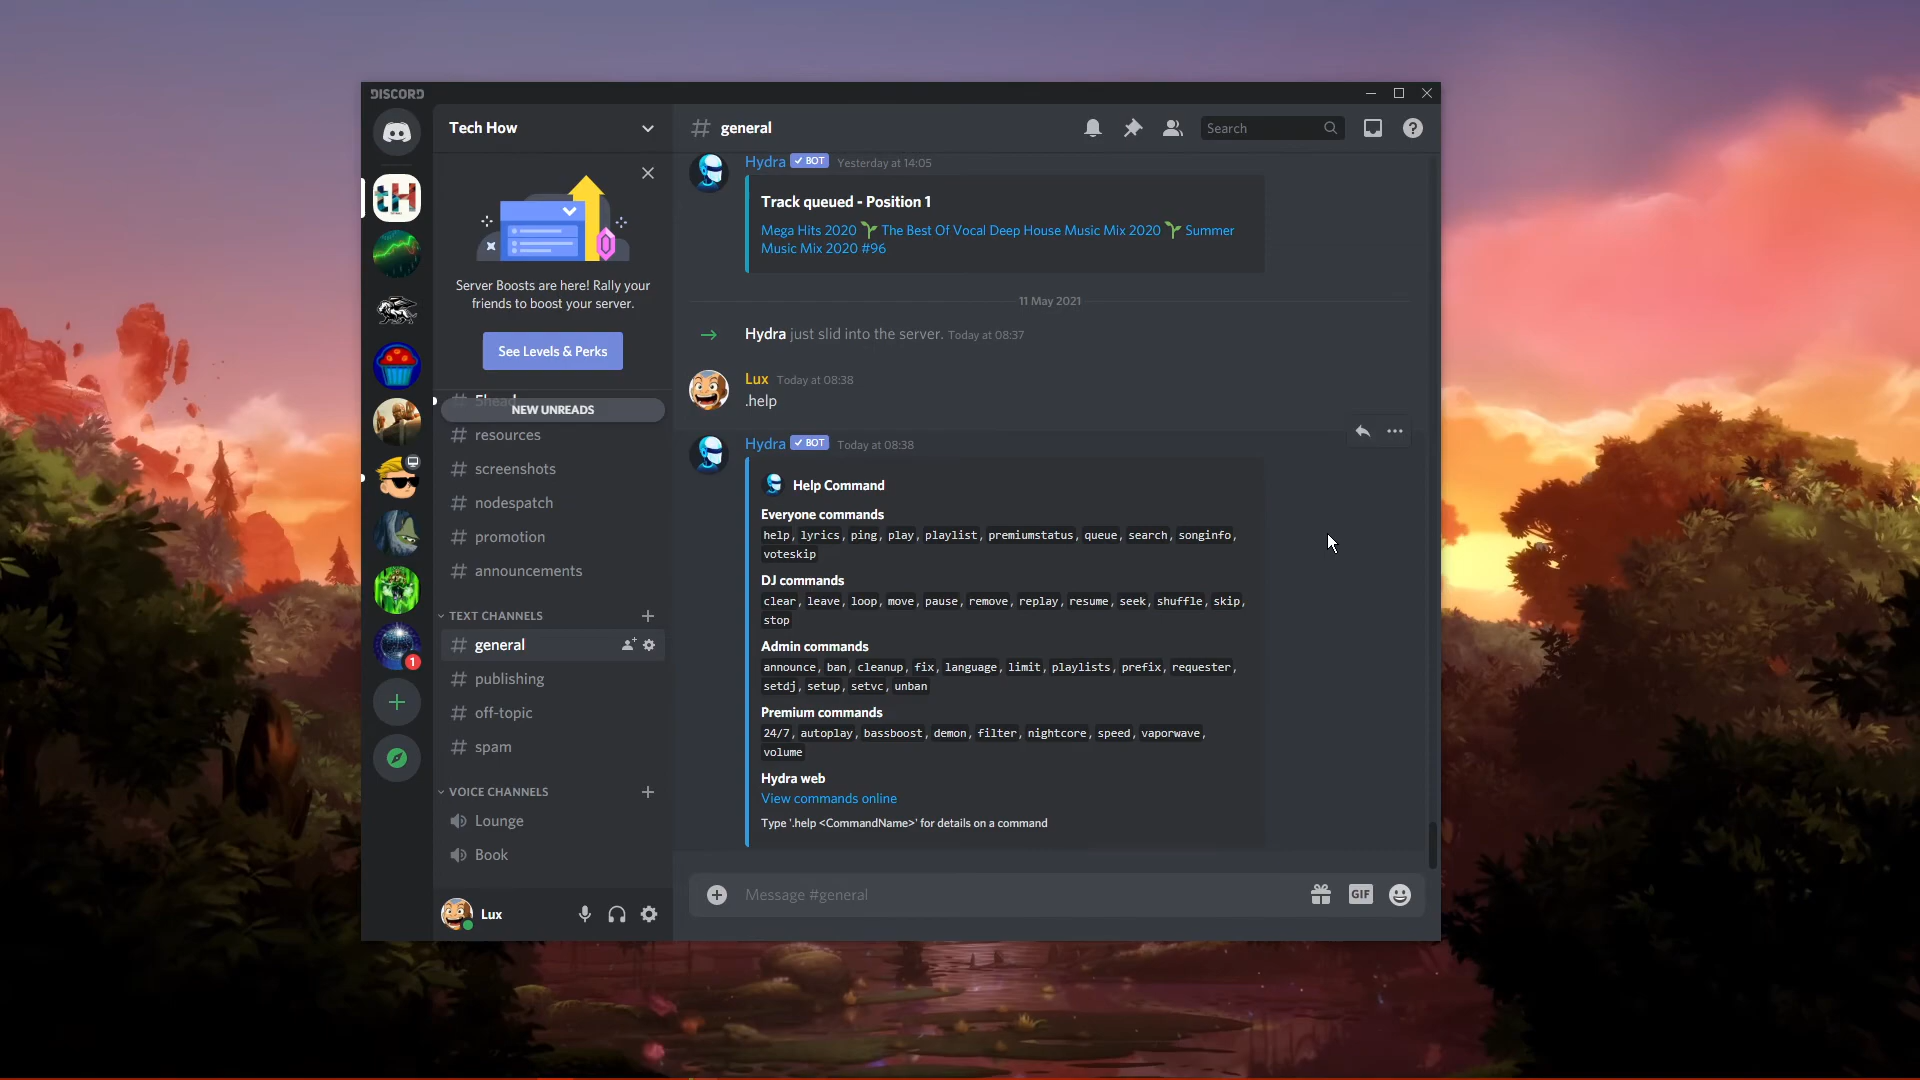 DISCORD
Tech How
# general
Search
Server Boosts are here! Rally your
friends to boost your server.
See Levels & Perks
NEW UNREADS
# resources
# screenshots
# nodespatch
# promotion
# announcements
TEXT CHANNELS
# general
# publishing
# off-topic
# spam
VOICE CHANNELS
Lounge
Book
Lux
tH
1
Hydra BOT Yesterday at 14:05
Track queued - Position 1
Mega Hits 2020 🌱 The Best Of Vocal Deep House Music Mix 2020 🌱 Summer
Music Mix 2020 #96
11 May 2021
Hydra just slid into the server. Today at 08:37
Lux Today at 08:38
.help
Hydra BOT Today at 08:38
Help Command
Everyone commands
help, lyrics, ping, play, playlist, premiumstatus, queue, search, songinfo,
voteskip
DJ commands
clear, leave, loop, move, pause, remove, replay, resume, seek, shuffle, skip,
stop
Admin commands
announce, ban, cleanup, fix, language, limit, playlists, prefix, requester,
setdj, setup, setvc, unban
Premium commands
24/7, autoplay, bassboost, demon, filter, nightcore, speed, vaporwave,
volume
Hydra web
View commands online
Type '.help <CommandName>' for details on a command
Message #general
GIF